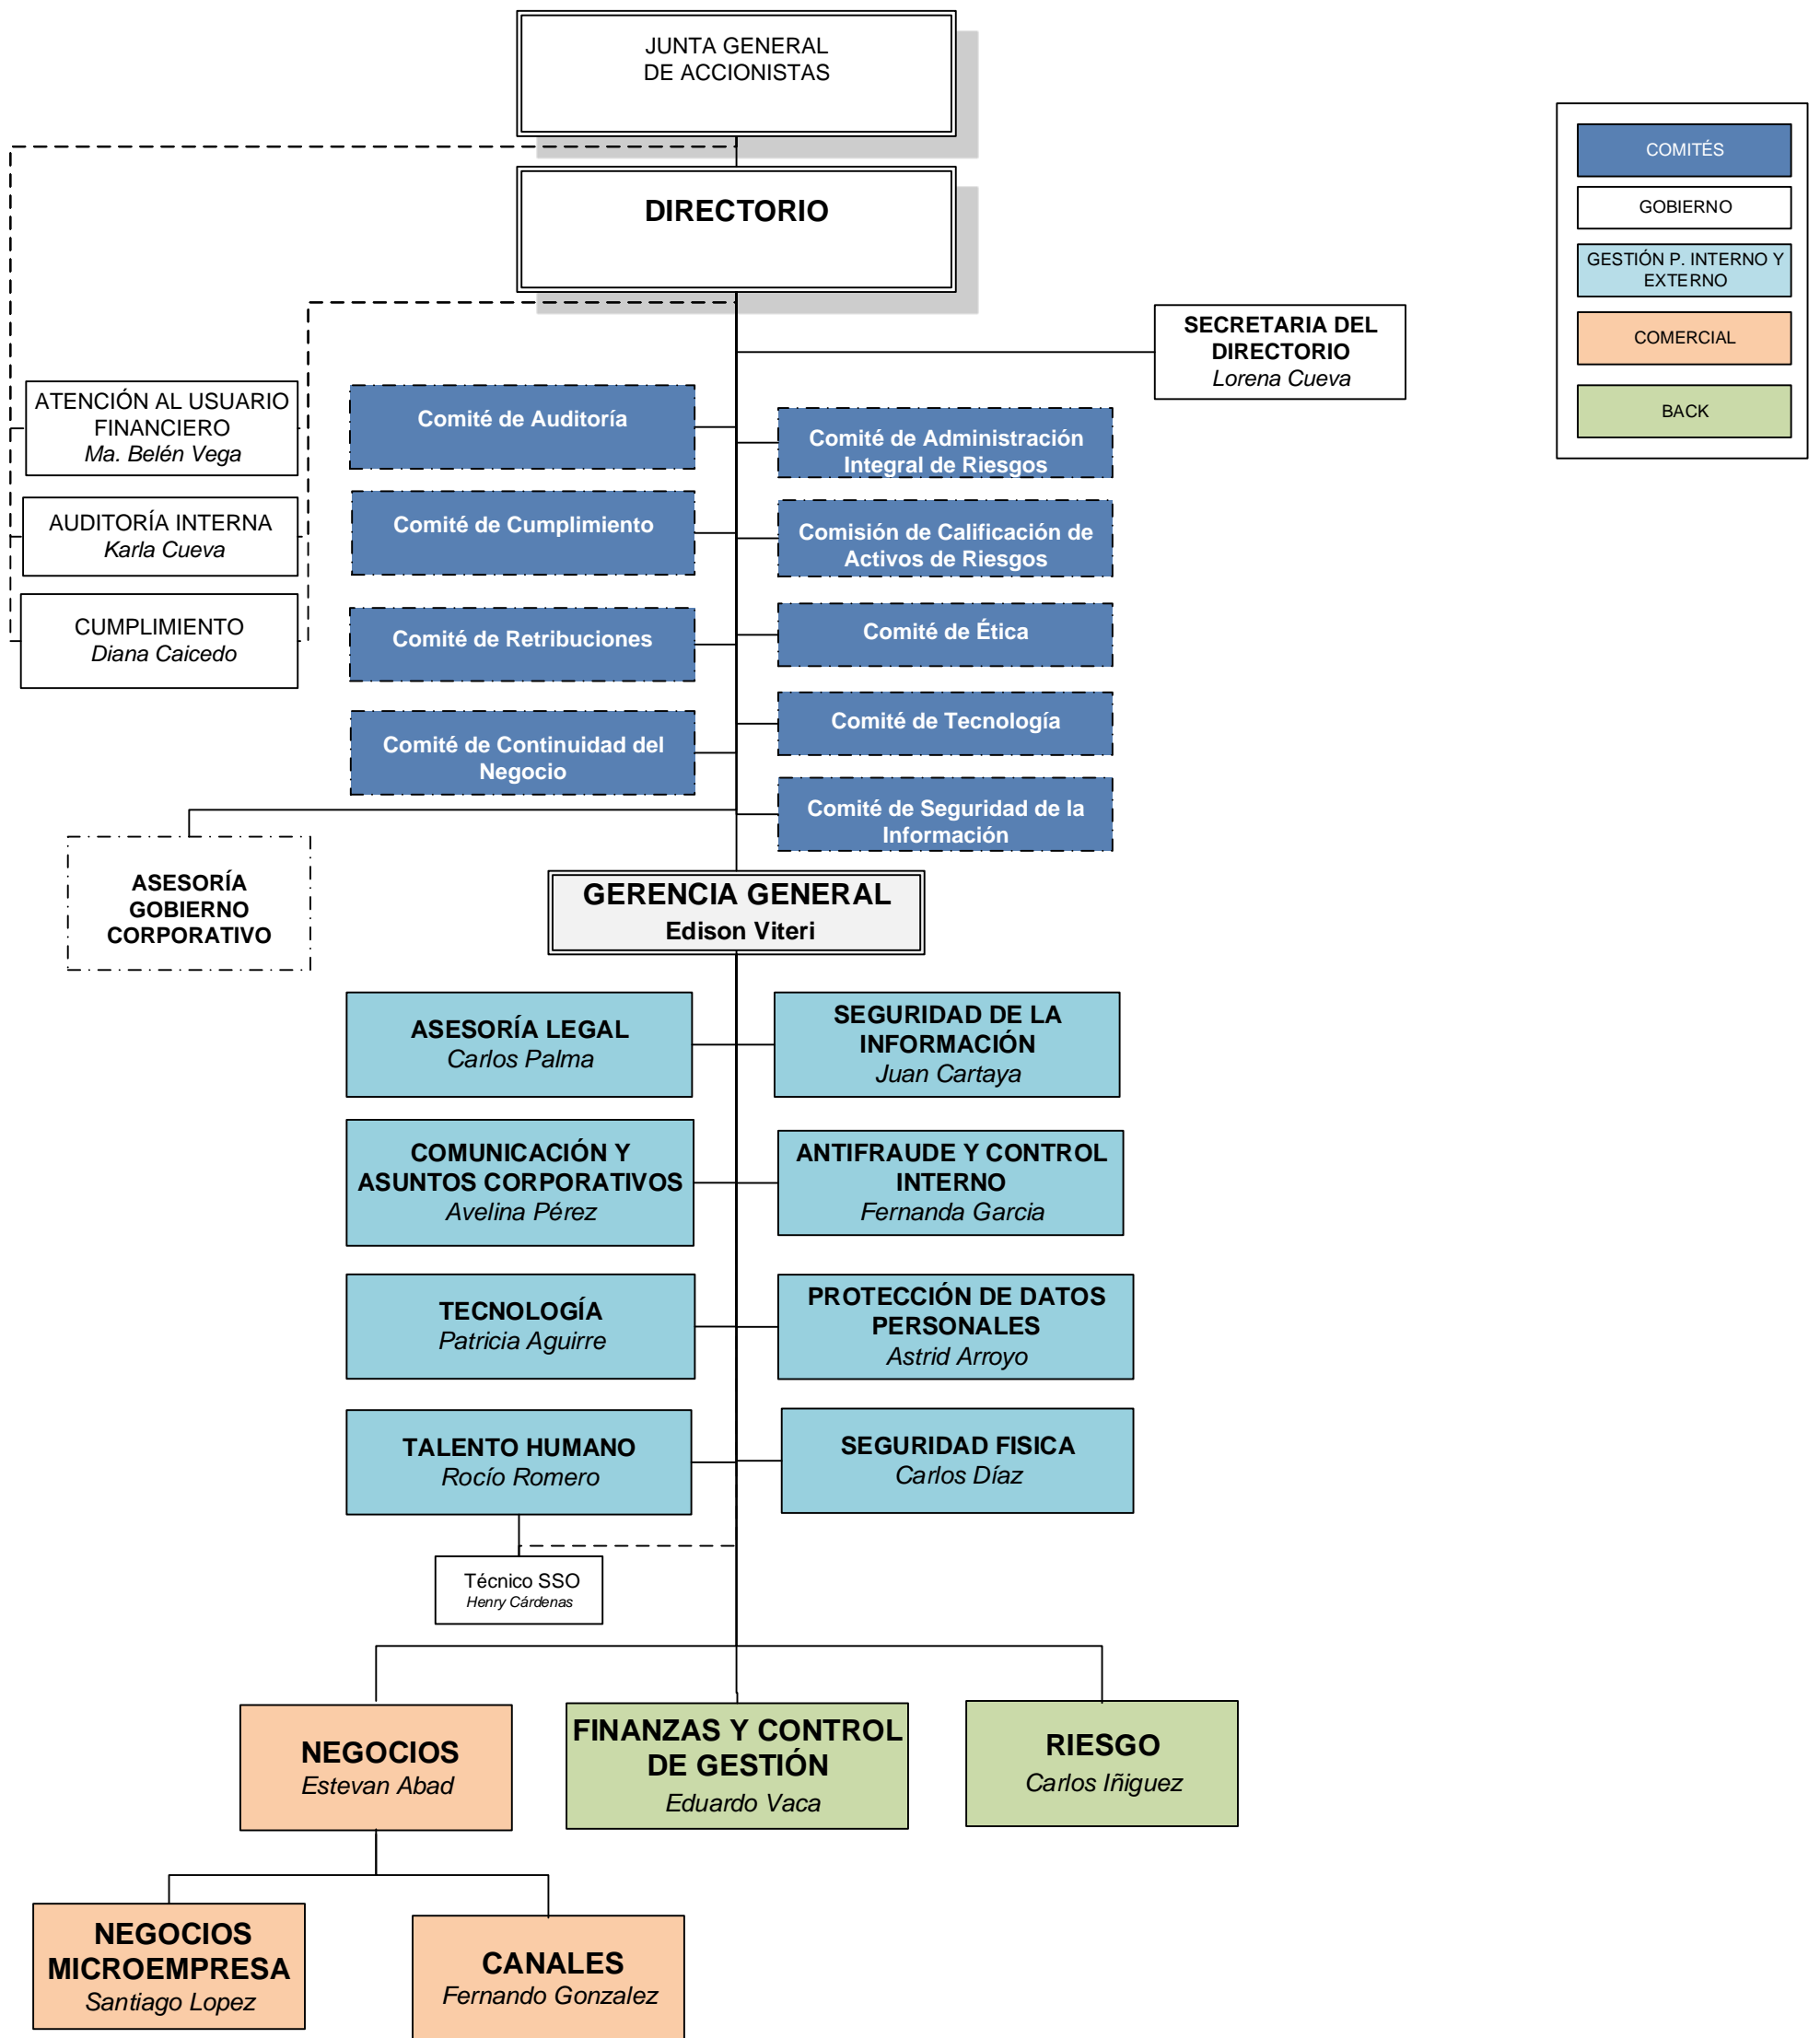 JUNTA GENERAL
DE ACCIONISTAS
DIRECTORIO
COMITÉS
GOBIERNO
GESTIÓN P. INTERNO Y
EXTERNO
COMERCIAL
BACK
SECRETARIA DEL
DIRECTORIO
Lorena Cueva
ATENCIÓN AL USUARIO
FINANCIERO
Ma. Belén Vega
AUDITORÍA INTERNA
Karla Cueva
CUMPLIMIENTO
Diana Caicedo
Comité de Auditoría
Comité de Administración
Integral de Riesgos
Comité de Cumplimiento
Comisión de Calificación de
Activos de Riesgos
Comité de Retribuciones
Comité de Ética
Comité de Continuidad del
Negocio
Comité de Tecnología
Comité de Seguridad de la
Información
ASESORÍA
GOBIERNO
CORPORATIVO
GERENCIA GENERAL
Edison Viteri
ASESORÍA LEGAL
Carlos Palma
SEGURIDAD DE LA
INFORMACIÓN
Juan Cartaya
COMUNICACIÓN Y
ASUNTOS CORPORATIVOS
Avelina Pérez
ANTIFRAUDE Y CONTROL
INTERNO
Fernanda Garcia
TECNOLOGÍA
Patricia Aguirre
PROTECCIÓN DE DATOS
PERSONALES
Astrid Arroyo
TALENTO HUMANO
Rocío Romero
SEGURIDAD FISICA
Carlos Díaz
Técnico SSO
Henry Cárdenas
NEGOCIOS
Estevan Abad
FINANZAS Y CONTROL
DE GESTIÓN
Eduardo Vaca
RIESGO
Carlos Iñiguez
NEGOCIOS
MICROEMPRESA
Santiago Lopez
CANALES
Fernando Gonzalez